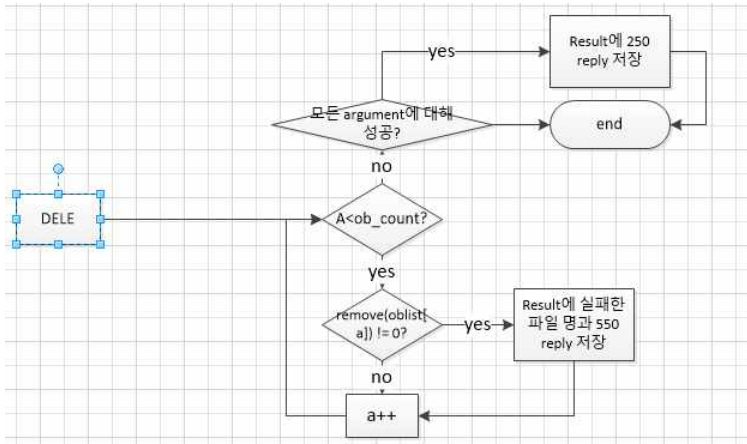 yes
Result에 250
reply 저장
모든 argument에 대해
성공?
end
no
DELE
A<ob_count?
yes
remove(oblist[
a]) != 0?
yes
Result에 실패한
파일 명과 550
reply 저장
no
a++